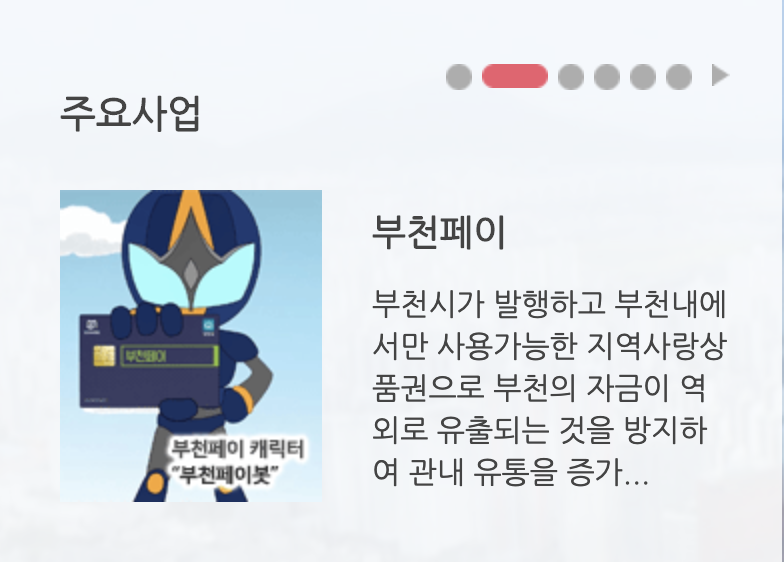 주요사업
부천페이
부천페이 캐릭터
"부천페이봇"
부천페이
부천시가 발행하고 부천내에
서만 사용가능한 지역사랑상
품권으로 부천의 자금이 역
외로 유출되는 것을 방지하
여 관내 유통을 증가...